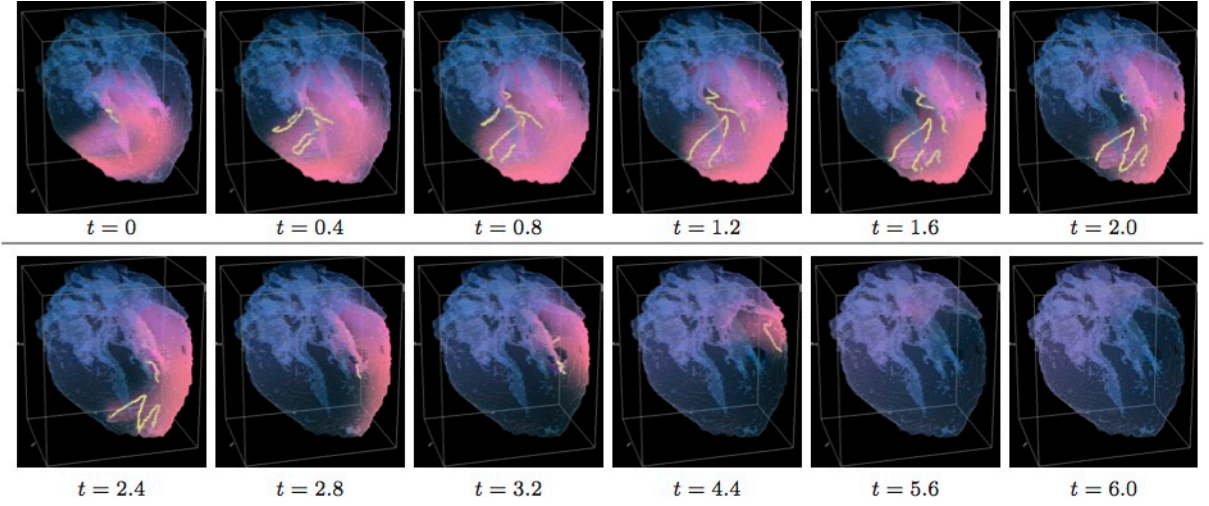 t = 0
t = 0.4
t = 0.8
t = 1.2
t = 1.6
t = 2.0
t = 2.4
t = 2.8
t = 3.2
t = 4.4
t = 5.6
t = 6.0